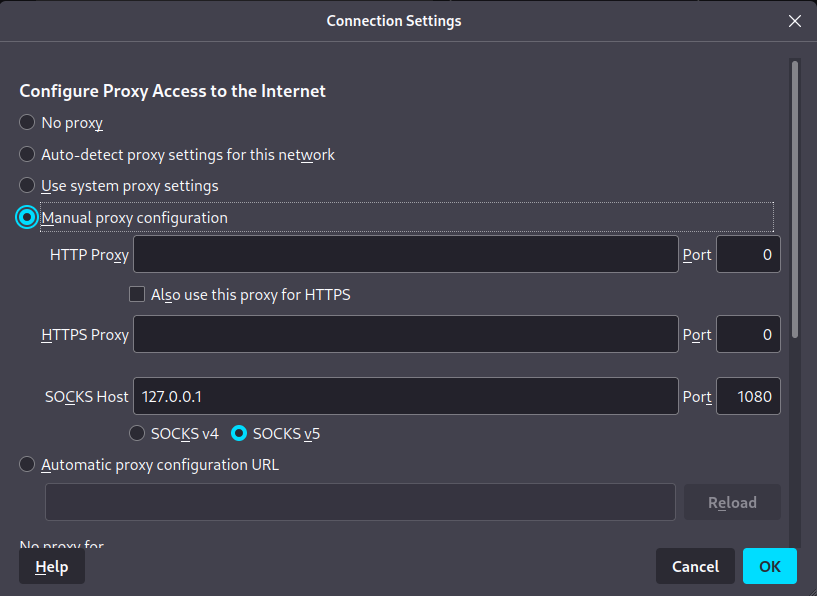 Connection Settings
Configure Proxy Access to the Internet
No proxy
Auto-detect proxy settings for this network
Use system proxy settings
Manual proxy configuration
HTTP Proxy Port 0
Also use this proxy for HTTPS
HTTPS Proxy Port 0
SOCKS Host 127.0.0.1 Port 1080
SOCKS v4 SOCKS v5
Automatic proxy configuration URL
Reload
No proxy for
Help Cancel OK